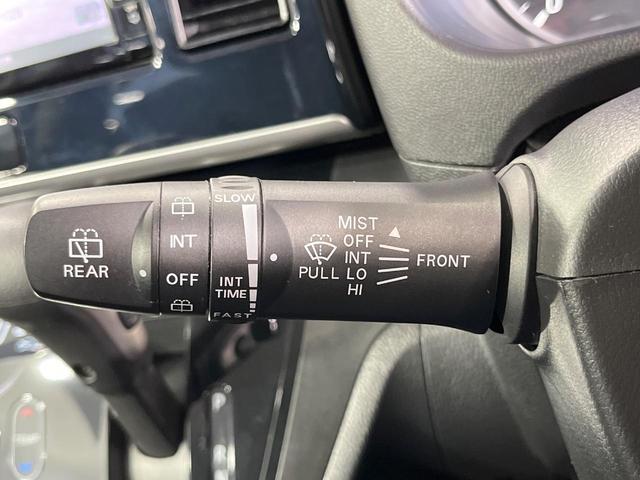 REAR
INT
OFF
SLOW
INT
TIME
FAST
PULL
MIST
OFF
INT
LO
HI
FRONT